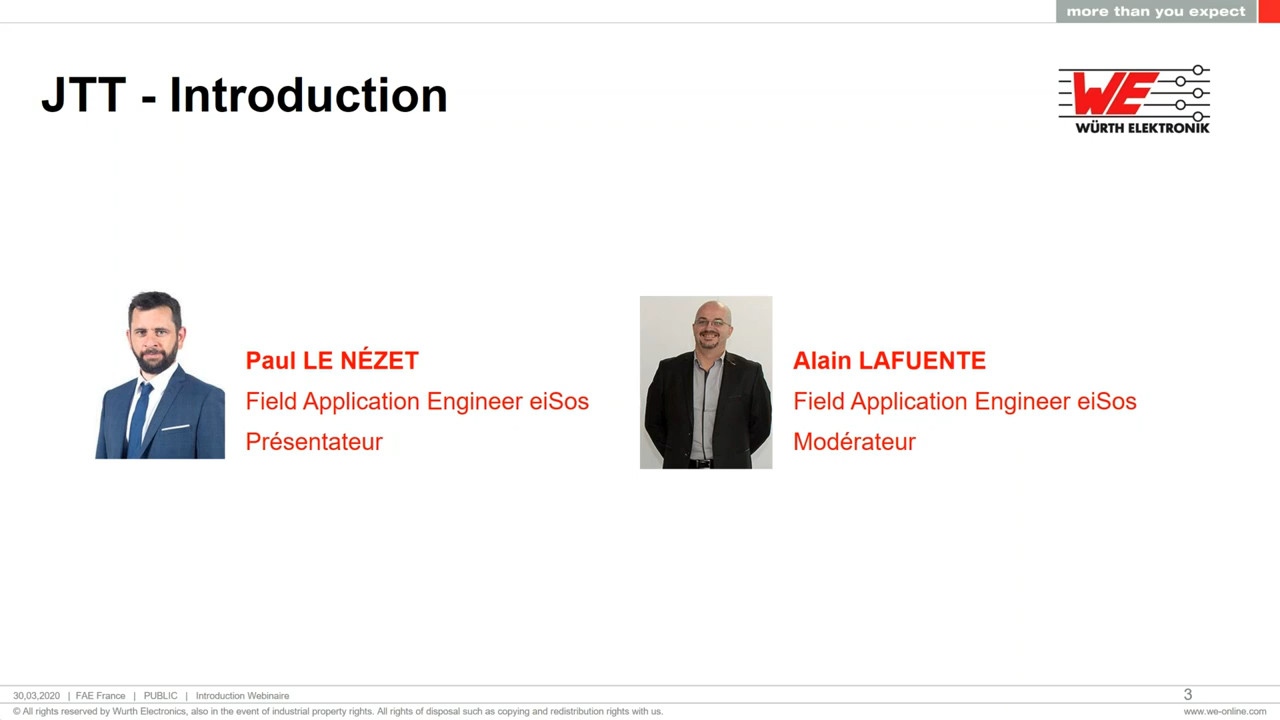 more than you expect
JTT - Introduction
WE
WÜRTH ELEKTRONIK
Paul LE NÉZET
Field Application Engineer eiSos
Présentateur
Alain LAFUENTE
Field Application Engineer eiSos
Modérateur
30,03,2020 | FAE France | PUBLIC | Introduction Webinaire
3
© All rights reserved by Wurth Electronics, also in the event of industrial property rights. All rights of disposal such as copying and redistribution rights with us.
www.we-online.com